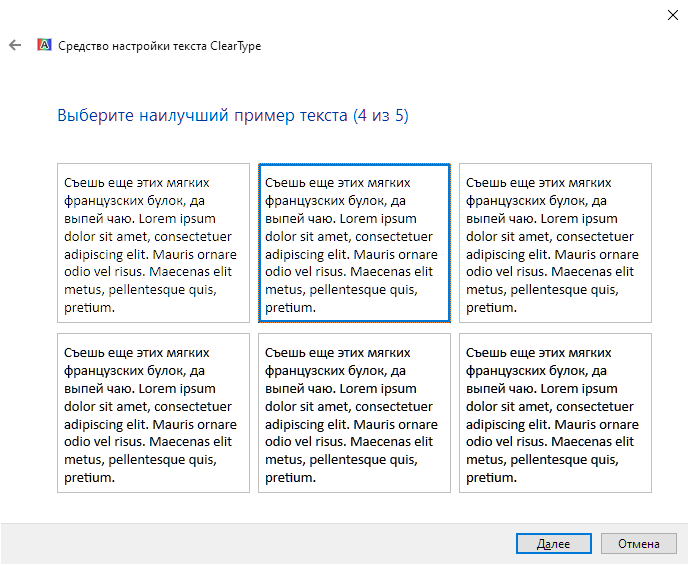 Средство настройки текста ClearType
Выберите наилучший пример текста (4 из 5)
Съешь еще этих мягких
французских булок, да
выпей чаю. Lorem ipsum
dolor sit amet, consectetuer
adipiscing elit. Mauris ornare
odio vel risus. Maecenas elit
metus, pellentesque quis,
pretium.
Съешь еще этих мягких
французских булок, да
выпей чаю. Lorem ipsum
dolor sit amet, consectetuer
adipiscing elit. Mauris ornare
odio vel risus. Maecenas elit
metus, pellentesque quis,
pretium.
Съешь еще этих мягких
французских булок, да
выпей чаю. Lorem ipsum
dolor sit amet, consectetuer
adipiscing elit. Mauris ornare
odio vel risus. Maecenas elit
metus, pellentesque quis,
pretium.
Съешь еще этих мягких
французских булок, да
выпей чаю. Lorem ipsum
dolor sit amet, consectetuer
adipiscing elit. Mauris ornare
odio vel risus. Maecenas elit
metus, pellentesque quis,
pretium.
Съешь еще этих мягких
французских булок, да
выпей чаю. Lorem ipsum
dolor sit amet, consectetuer
adipiscing elit. Mauris ornare
odio vel risus. Maecenas elit
metus, pellentesque quis,
pretium.
Съешь еще этих мягких
французских булок, да
выпей чаю. Lorem ipsum
dolor sit amet, consectetuer
adipiscing elit. Mauris ornare
odio vel risus. Maecenas elit
metus, pellentesque quis,
pretium.
Далее
Отмена